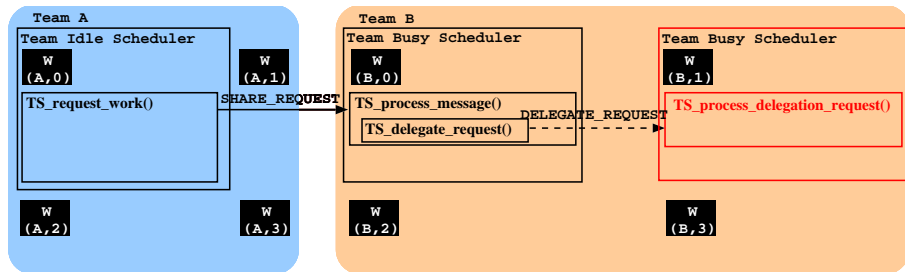 Team A
Team Idle Scheduler
W
(A,0)
W
(A,1)
TS_request_work()
SHARE_REQUEST
W
(A,2)
W
(A,3)
Team B
Team Busy Scheduler
W
(B,0)
TS_process_message()
TS_delegate_request()
DELEGATE_REQUEST
W
(B,2)
Team Busy Scheduler
W
(B,1)
TS_process_delegation_request()
W
(B,3)